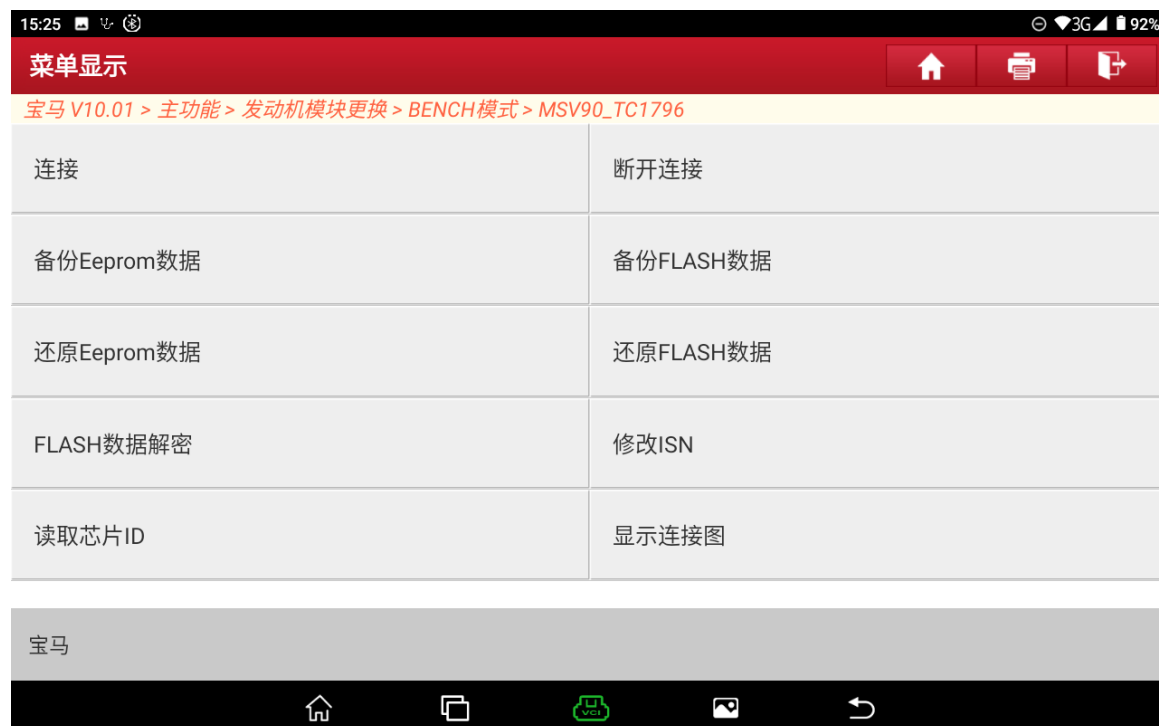 15:25 3G 92%
菜单显示
宝马 V10.01 > 主功能 > 发动机模块更换 > BENCH模式 > MSV90_TC1796
连接 断开连接
备份Eeprom数据 备份FLASH数据
还原Eeprom数据 还原FLASH数据
FLASH数据解密 修改ISN
读取芯片ID 显示连接图
宝马
VCI